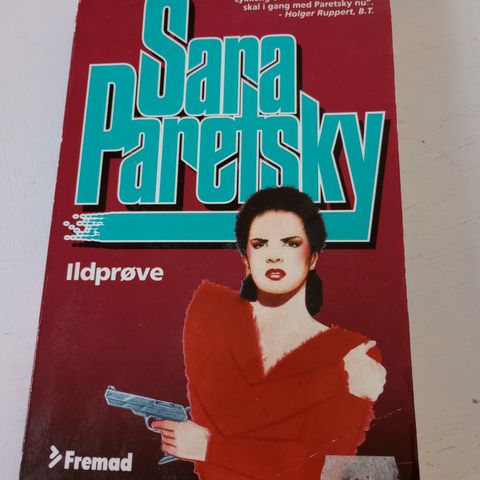 skal i gang med Paretsky nu",
- Holger Ruppert, B.T.
Sara
Paretsky
Ildprøve
Fremad